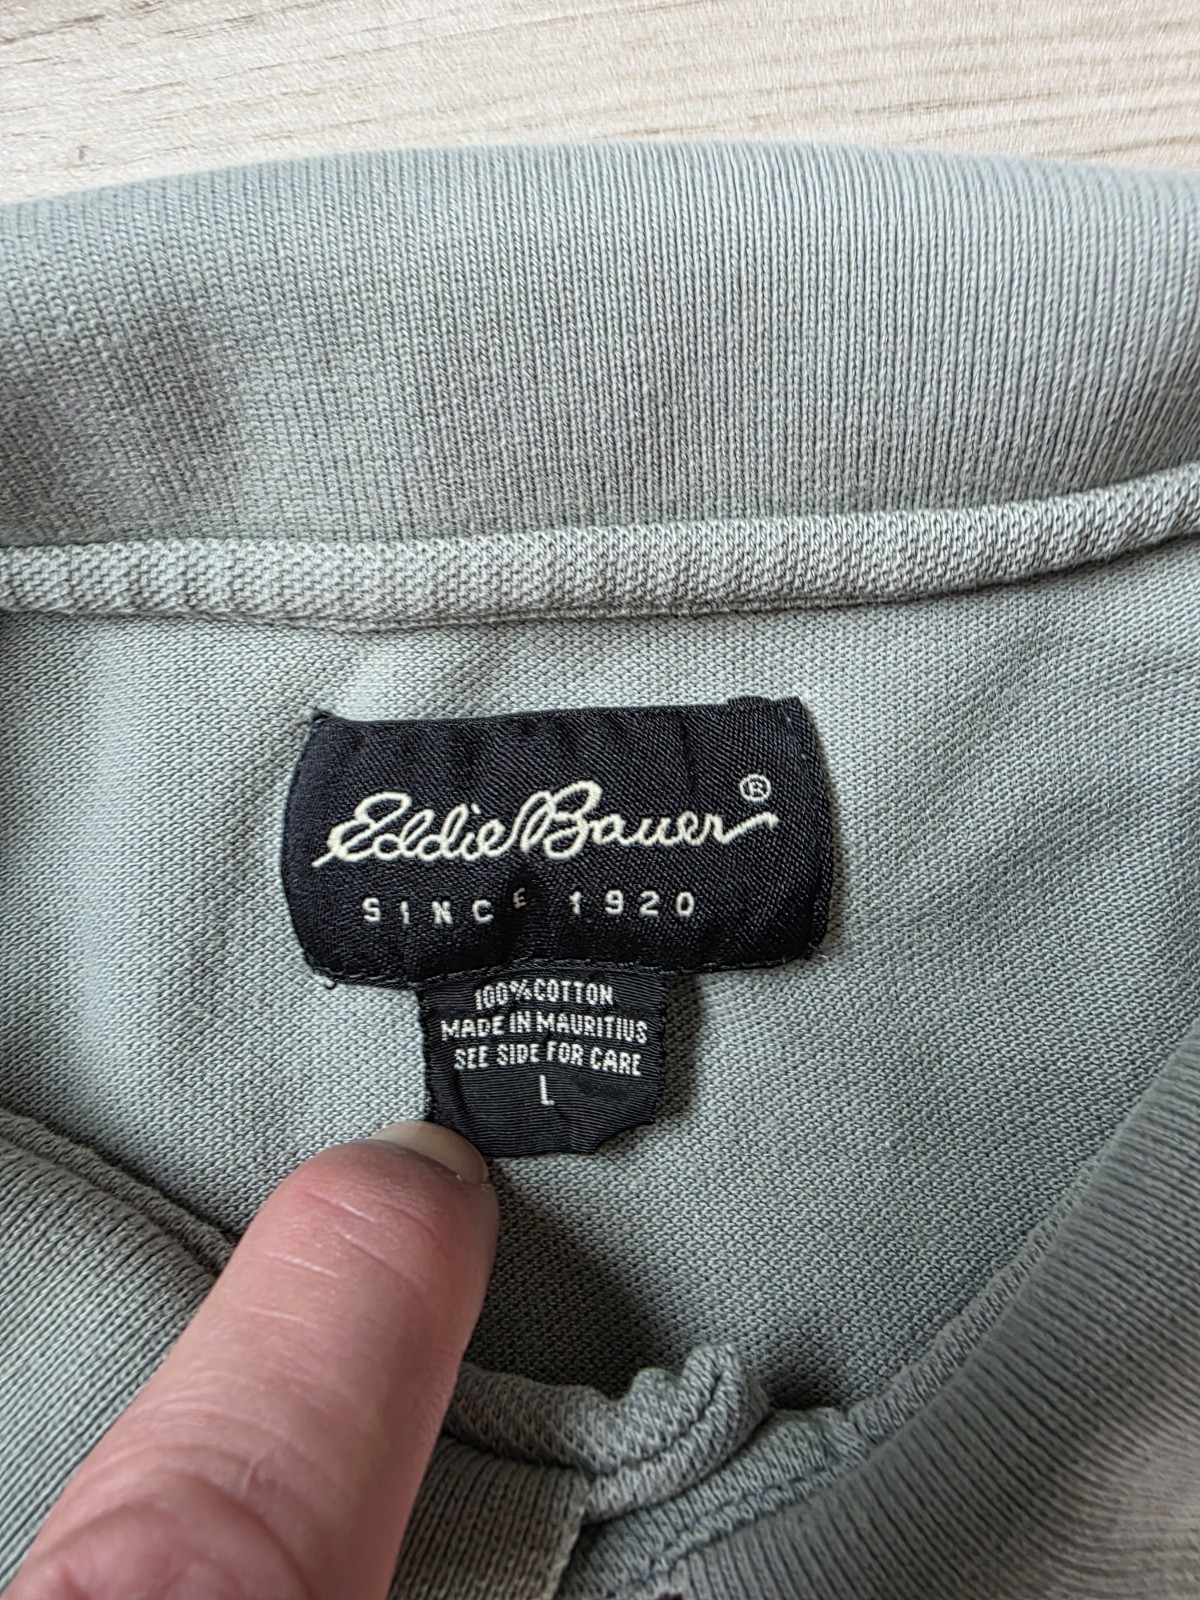 Eddie Bauer ®
SINCE 1920
100% COTTON
MADE IN MAURITIUS
SEE SIDE FOR CARE
L